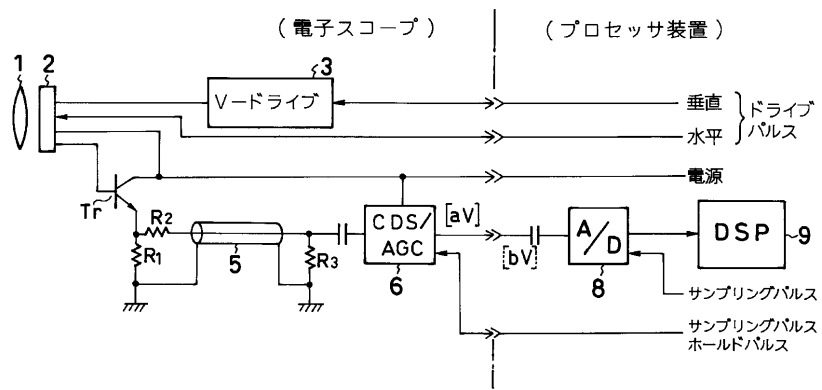 (電子スコープ)
(プロセッサ装置)
1
2
3
Vードライブ
垂直
水平
ドライブ
パルス
電源
Tr
R2
R1
5
R3
CDS/
AGC
6
[aV]
[bV]
A/D
8
DSP
9
サンプリングパルス
サンプリングパルス
ホールドパルス